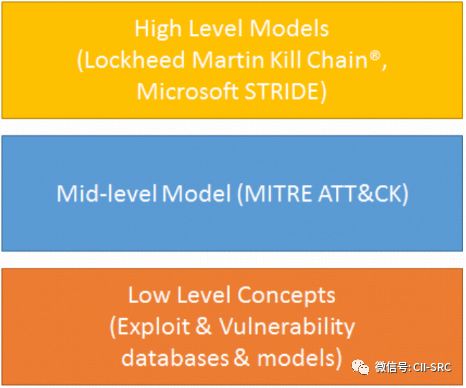 High Level Models
(Lockheed Martin Kill Chain®,
Microsoft STRIDE)
Mid-level Model (MITRE ATT&CK)
Low Level Concepts
(Exploit & Vulnerability
databases & models)
微信号: CII-SRC